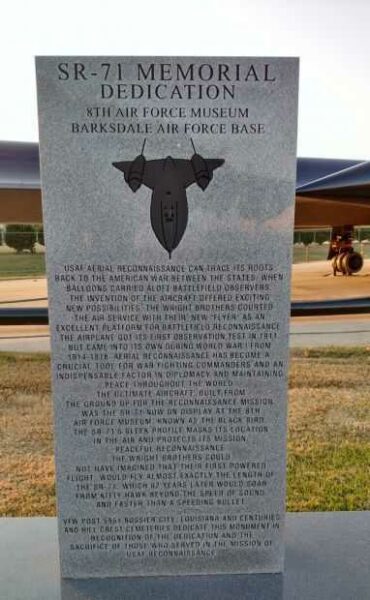 SR-71 MEMORIAL
DEDICATION
8TH AIR FORCE MUSEUM
BARKSDALE AIR FORCE BASE
USAF AERIAL RECONNAISSANCE CAN TRACE ITS ROOTS
BACK TO THE AMERICAN WAR BETWEEN THE STATES, WHEN
BALLOONS CARRIED ALOFT BATTLEFIELD OBSERVERS.
THE INVENTION OF THE AIRCRAFT OFFERED EXCITING
NEW POSSIBILITIES. THE WRIGHT BROTHERS COURTED
THE AIR SERVICE WITH THEIR NEW "FLYER" AS AN
EXCELLENT PLATFORM FOR BATTLEFIELD RECONNAISSANCE.
THE AIRPLANE GOT ITS FIRST OBSERVATION TEST IN 1911,
BUT CAME INTO ITS OWN DURING WORLD WAR I FROM
AERIAL RECONNAISSANCE HAS BECOME A
CRUCIAL TOOL FOR WAR FIGHTING COMMANDERS AND AN
INDISPENSABLE FACTOR IN DIPLOMACY AND MAINTAINING
PEACE THROUGHOUT THE WORLD.
THE ULTIMATE AIRCRAFT, BUILT FROM
THE GROUND UP FOR THE RECONNAISSANCE MISSION,
WAS THE SR-71 NOW ON DISPLAY AT THE 8TH
AIR FORCE MUSEUM. KNOWN AS THE BLACK BIRD,
THE SR-71'S SLEEK PROFILE MASKS ITS LOCATION
IN THE AIR AND PROTECTS ITS MISSION,
PEACEFUL RECONNAISSANCE.
THE WRIGHT BROTHERS COULD
NOT HAVE IMAGINED THAT THEIR FIRST POWERED
FLIGHT WOULD FLY ALMOST EXACTLY THE LENGTH OF
THE SR-71, WHICH 62 YEARS LATER WOULD SOAR
FROM KITTY HAWK BEYOND THE SPEED OF SOUND
AND FASTER THAN A SPEEDING BULLET.
VFW POST 5951 BOSSIER CITY, LOUISIANA AND CENTURIES
AND HILL CREST CEMETERIES DEDICATE THIS MONUMENT IN
RECOGNITION OF THE DEDICATION AND THE
SACRIFICE OF THOSE WHO SERVED IN THE MISSION OF
USAF RECONNAISSANCE